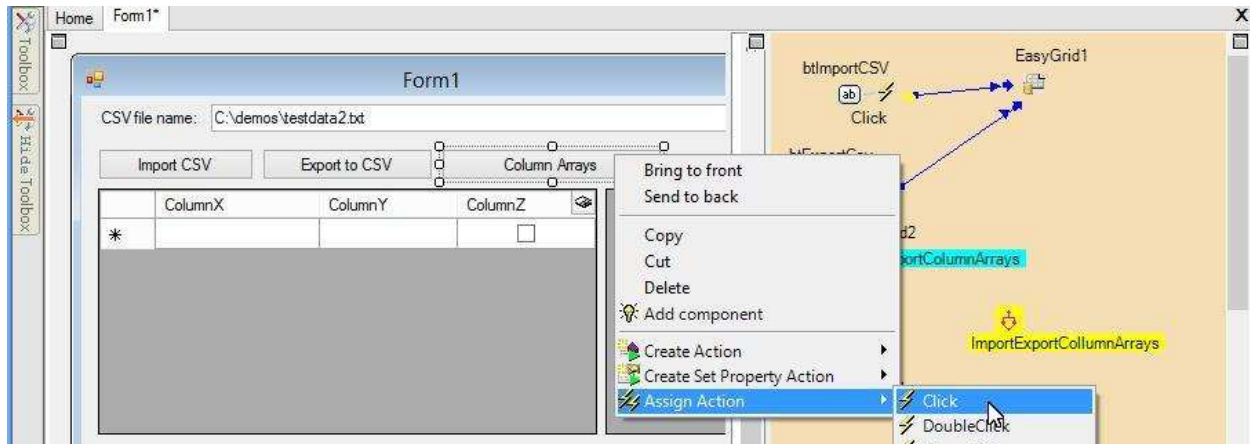 Home Form1* X
Toolbox
Hide Toolbox
Form1
CSV file name: C:\demos\testdata2.txt
Import CSV Export to CSV Column Arrays
ColumnX ColumnY ColumnZ
*
Bring to front
Send to back
Copy
Cut
Delete
Add component
Create Action
Create Set Property Action
Assign Action
Click
DoubleClick
btImportCSV
ab
Click
EasyGrid1
d2
portColumnArrays
ImportExportCollumnArrays